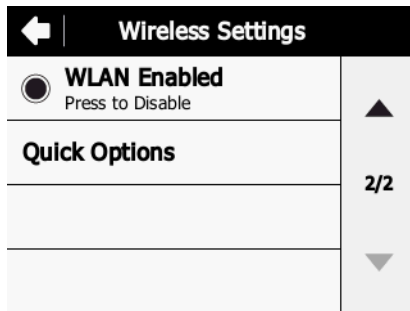 Wireless Settings
WLAN Enabled
Press to Disable
Quick Options
2/2